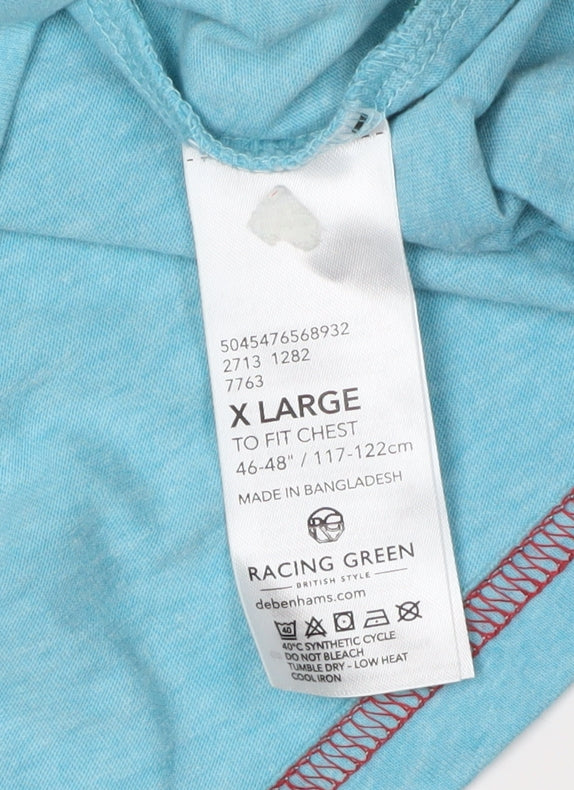 5045476568932
2713 1282
7763
X LARGE
TO FIT CHEST
46-48" / 117-122cm
MADE IN BANGLADESH
RG
RACING GREEN
BRITISH STYLE
debenhams.com
40
40°C SYNTHETIC CYCLE
DO NOT BLEACH
TUMBLE DRY - LOW HEAT
COOL IRON